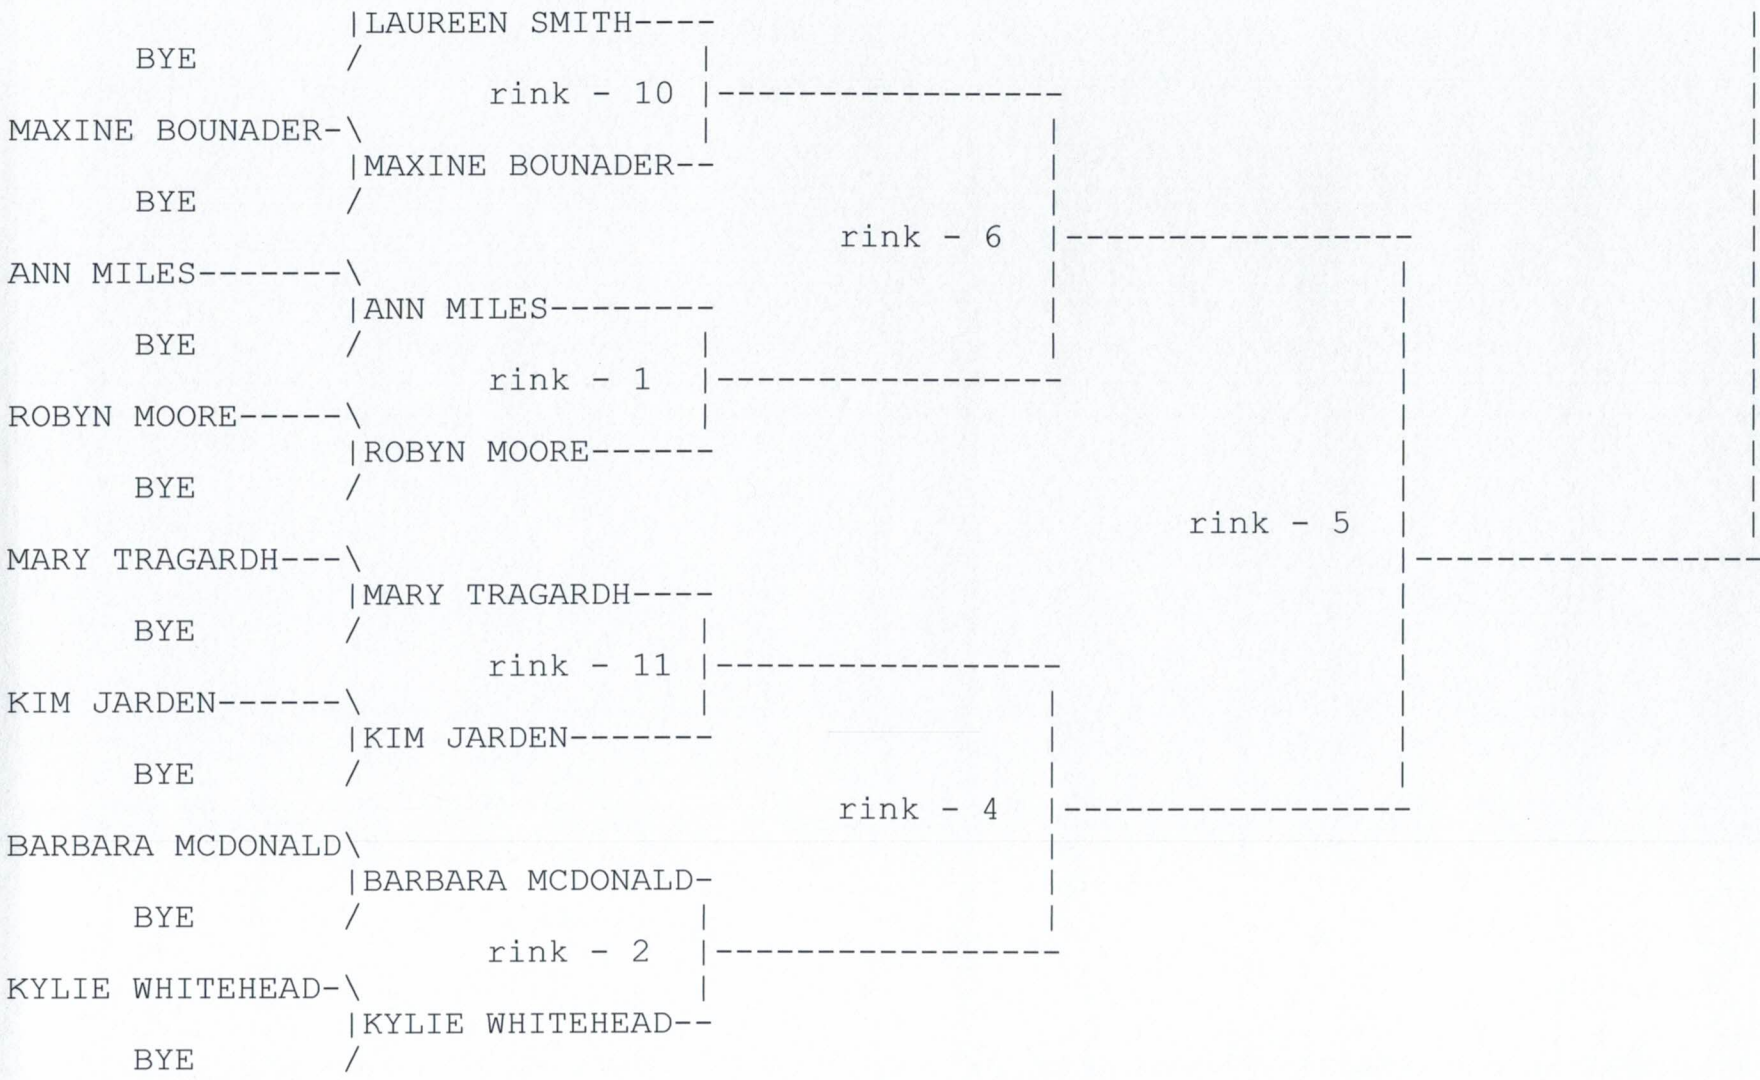 |LAUREEN SMITH----
BYE /
rink - 10 |-----------------
MAXINE BOUNADER-\ |
|MAXINE BOUNADER--
BYE /
rink - 6 |-----------------
ANN MILES-------\
|ANN MILES--------
BYE /
rink - 1 |-----------------
ROBYN MOORE-----\
|ROBYN MOORE------
BYE /
rink - 5
MARY TRAGARDH---\ |-----------------
|MARY TRAGARDH----
BYE /
rink - 11 |-----------------
KIM JARDEN------\
|KIM JARDEN-------
BYE /
rink - 4 |-----------------
BARBARA MCDONALD\
|BARBARA MCDONALD-
BYE /
rink - 2 |-----------------
KYLIE WHITEHEAD-\
|KYLIE WHITEHEAD--
BYE /